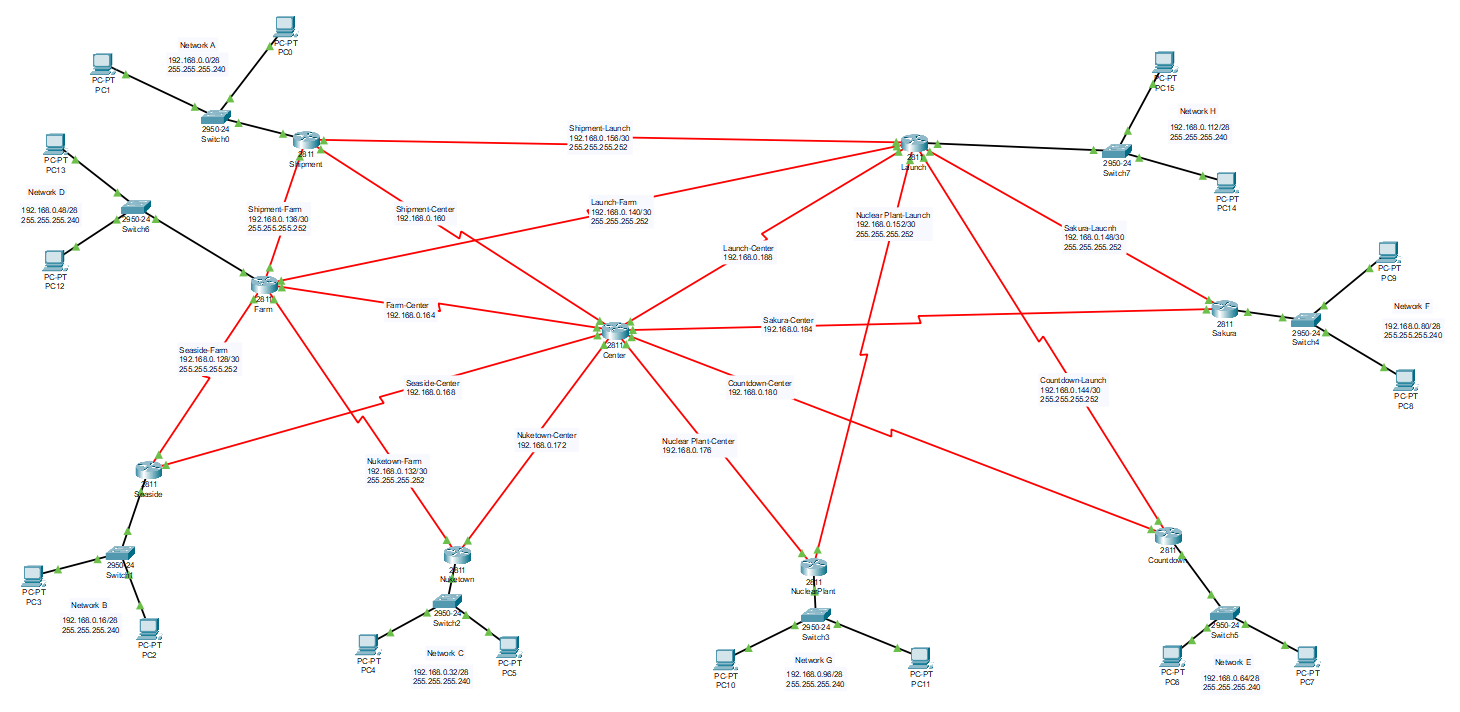 Network A
192.168.0.0/28
255.255.255.240
PC-PT
PC0
PC-PT
PC1
2950-24
Switch0
2811
Shipment
Shipment-Launch
192.168.0.156/30
255.255.255.252
2811
Launch
PC-PT
PC15
Network H
192.168.0.112/28
255.255.255.240
2950-24
Switch7
PC-PT
PC14
PC-PT
PC13
Network D
192.168.0.48/28
255.255.255.240
2950-24
Switch6
PC-PT
PC12
Shipment-Farm
192.168.0.136/30
255.255.255.252
Shipment-Center
192.168.0.160
Launch-Farm
192.168.0.140/30
255.255.255.252
Launch-Center
192.168.0.188
Nuclear Plant-Launch
192.168.0.152/30
255.255.255.252
Sakura-Laucnh
192.168.0.148/30
255.255.255.252
2811
Farm
Farm-Center
192.168.0.164
2811
Center
Sakura-Center
192.168.0.184
2811
Sakura
2950-24
Switch4
PC-PT
PC9
Network F
192.168.0.80/28
255.255.255.240
PC-PT
PC8
Seaside-Farm
192.168.0.128/30
255.255.255.252
Seaside-Center
192.168.0.168
Countdown-Center
192.168.0.180
Countdown-Launch
192.168.0.144/30
255.255.255.252
Nuketown-Center
192.168.0.172
Nuclear Plant-Center
192.168.0.176
Nuketown-Farm
192.168.0.132/30
255.255.255.252
2811
Seaside
2950-24
Switch1
PC-PT
PC3
Network B
192.168.0.16/28
255.255.255.240
PC-PT
PC2
2811
Nuketown
2950-24
Switch2
PC-PT
PC4
Network C
192.168.0.32/28
255.255.255.240
PC-PT
PC5
2811
NuclearPlant
2950-24
Switch3
PC-PT
PC10
Network G
192.168.0.96/28
255.255.255.240
PC-PT
PC11
2811
Countdown
2950-24
Switch5
PC-PT
PC6
Network E
192.168.0.64/28
255.255.255.240
PC-PT
PC7